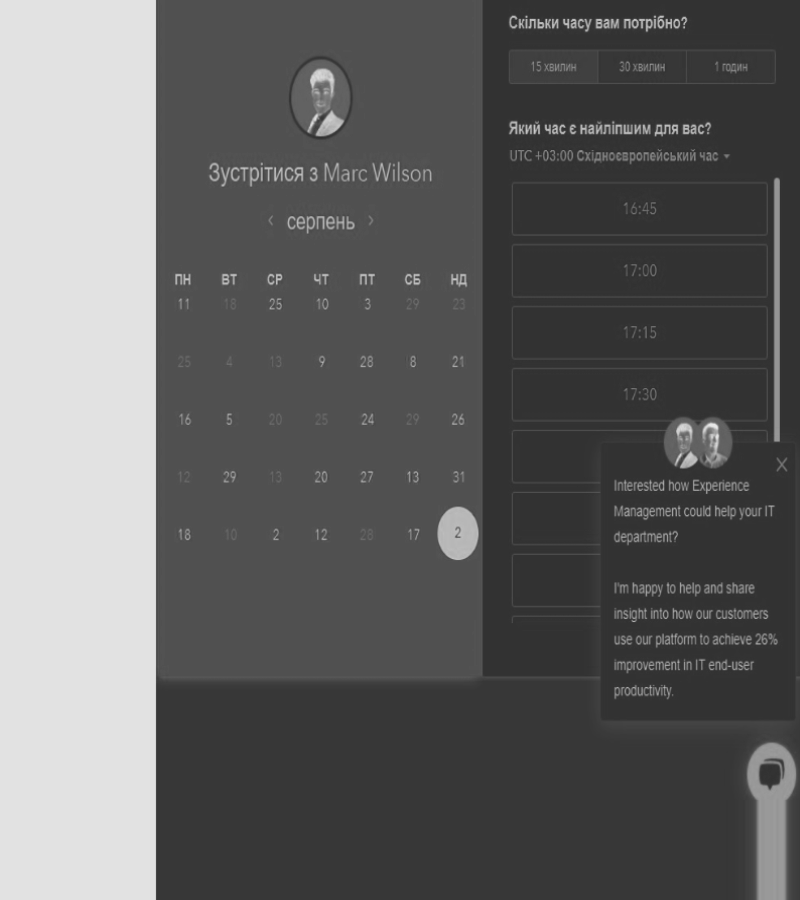 Зустрітися з Marc Wilson
серпень
ПН ВТ СР ЧТ ПТ СБ НД
11 18 25 10 3 29 23
25 4 13 9 28 8 21
16 5 20 25 24 29 26
12 29 13 20 27 13 31
18 10 2 12 28 17 2
Скільки часу вам потрібно?
15 хвилин 30 хвилин 1 годин
Який час є найліпшим для вас?
UTC +03:00 Східноєвропейський час
16:45
17:00
17:15
17:30
Interested how Experience
Management could help your IT
department?
I'm happy to help and share
insight into how our customers
use our platform to achieve 26%
improvement in IT end-user
productivity.